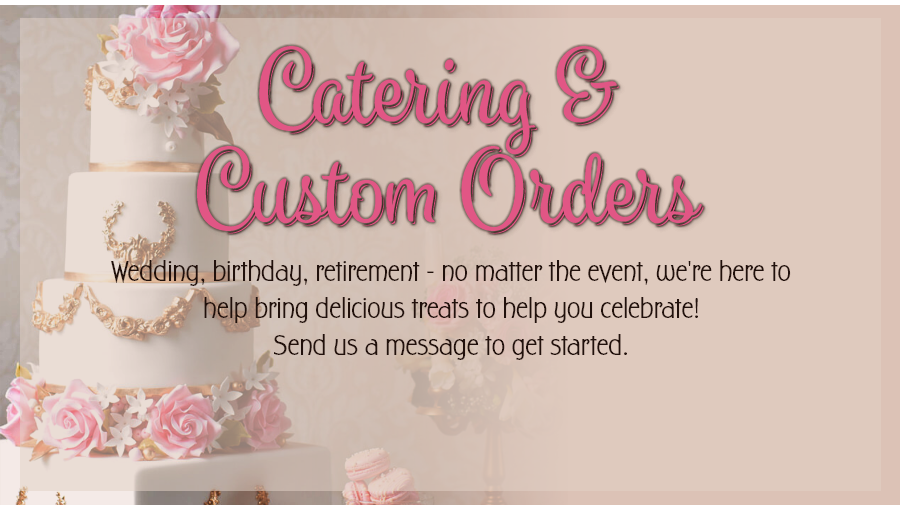 Catering &
Custom Orders
Wedding, birthday, retirement - no matter the event, we're here to
help bring delicious treats to help you celebrate!
Send us a message to get started.